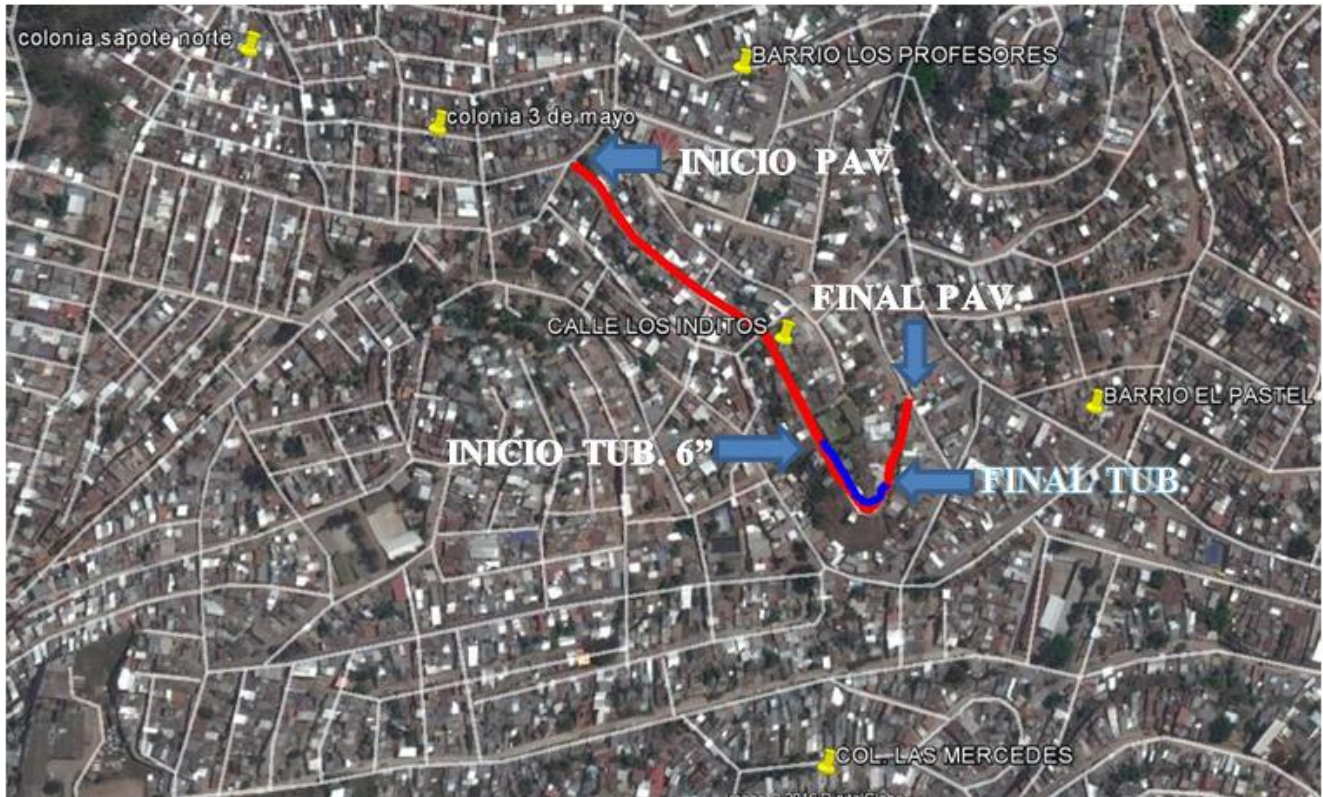 colonia sapote norte
BARRIO LOS PROFESORES
colonia 3 de mayo
INICIO PAV.
FINAL PAV.
CALLE LOS INDITOS
BARRIO EL PASTEL
INICIO TUB. 6”
FINAL TUB.
COL. LAS MERCEDES